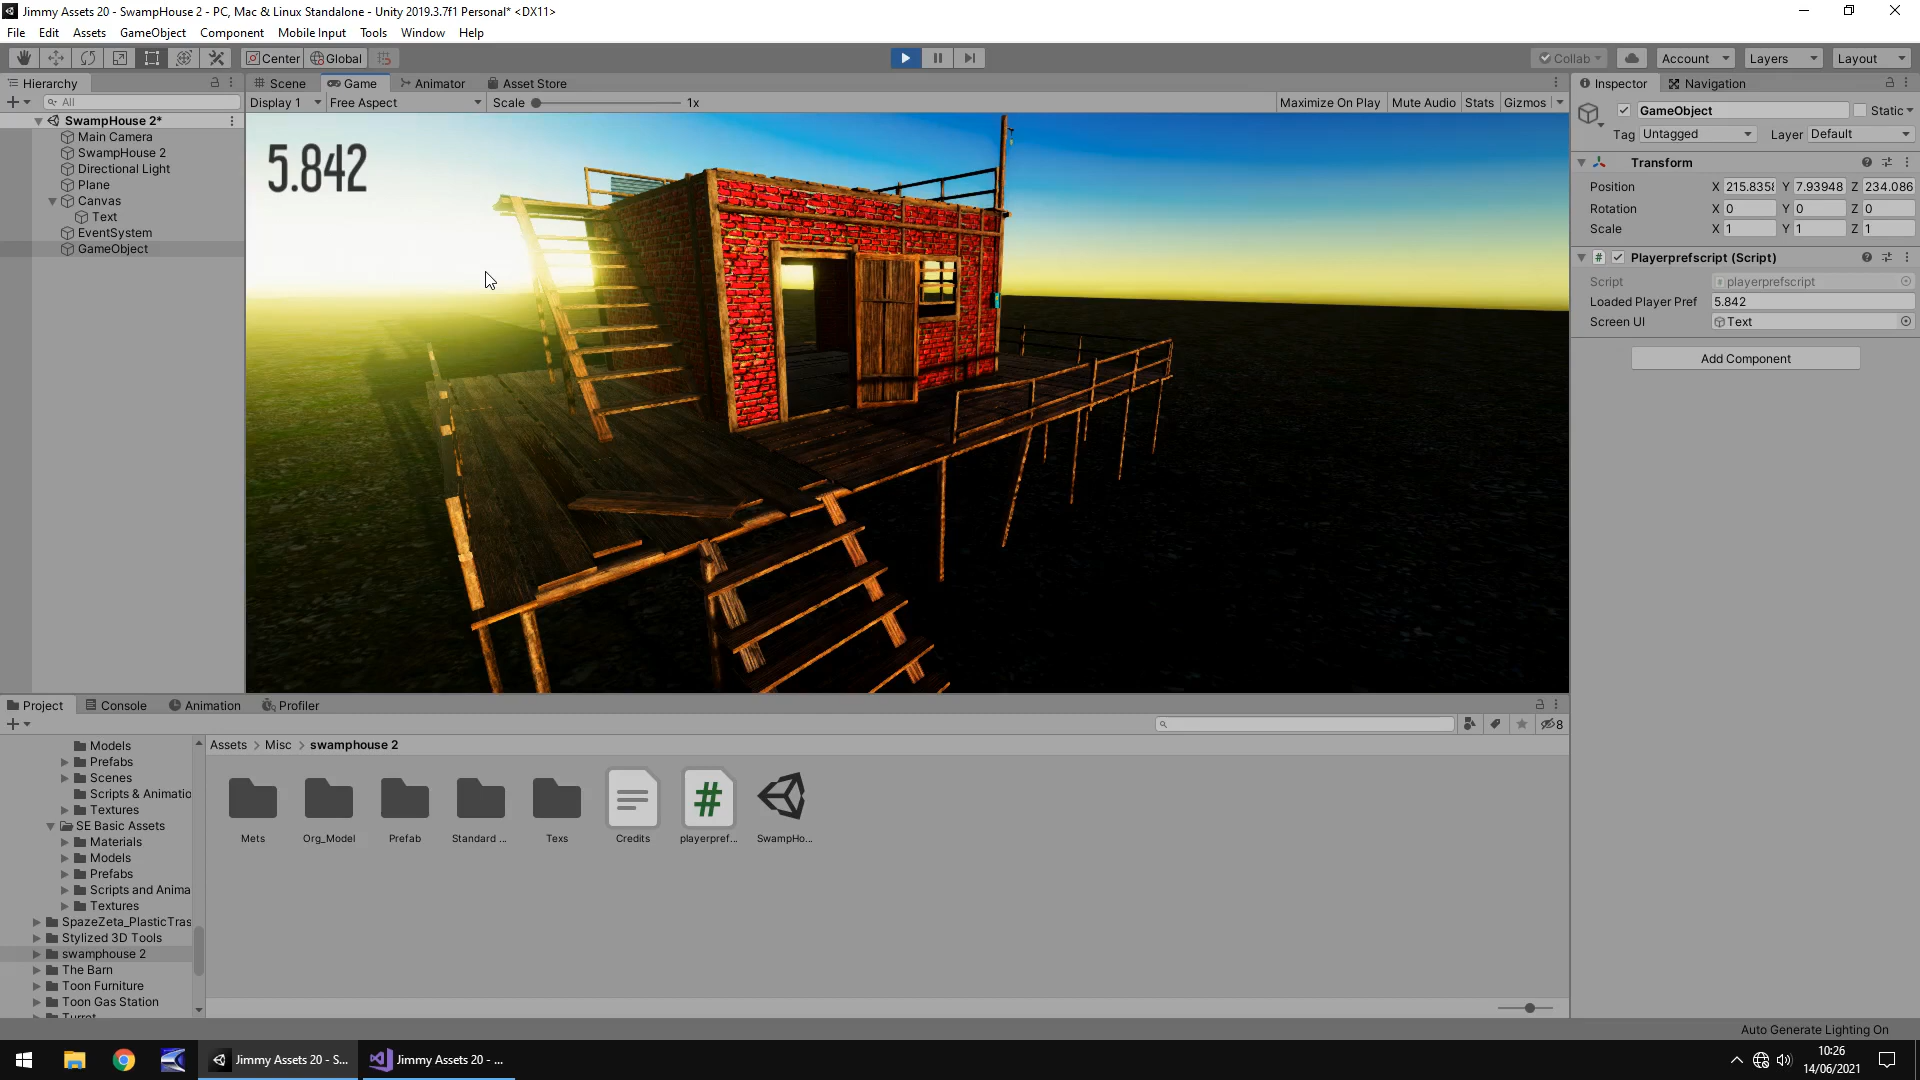 Jimmy Assets 20 - SwampHouse 2 - PC, Mac & Linux Standalone - Unity 2019.3.7f1 Personal* <DX11>
File Edit Assets GameObject Component Mobile Input Tools Window Help
Center Global Collab Account Layers Layout
Hierarchy
All
SwampHouse 2*
Main Camera
SwampHouse 2
Directional Light
Plane
Canvas
Text
EventSystem
GameObject
Scene Game Animator Asset Store
Display 1 Free Aspect Scale 1x Maximize On Play Mute Audio Stats Gizmos
5.842
Inspector Navigation
GameObject Static
Tag Untagged Layer Default
Transform
Position X 215.8358 Y 7.93948 Z 234.086
Rotation X 0 Y 0 Z 0
Scale X 1 Y 1 Z 1
# Playerprefscript (Script)
Script playerprefscript
Loaded Player Pref 5.842
Screen UI Text
Add Component
Project Console Animation Profiler
8
Models
Prefabs
Scenes
Scripts & Animatio
Textures
SE Basic Assets
Materials
Models
Prefabs
Scripts and Anima
Textures
SpazeZeta_PlasticTras
Stylized 3D Tools
swamphouse 2
The Barn
Toon Furniture
Toon Gas Station
Turret
Assets > Misc > swamphouse 2
#
Mets Org_Model Prefab Standard ... Texs Credits playerpref... SwampHo...
Auto Generate Lighting On
Jimmy Assets 20 - S... Jimmy Assets 20 - ...
10:26
14/06/2021